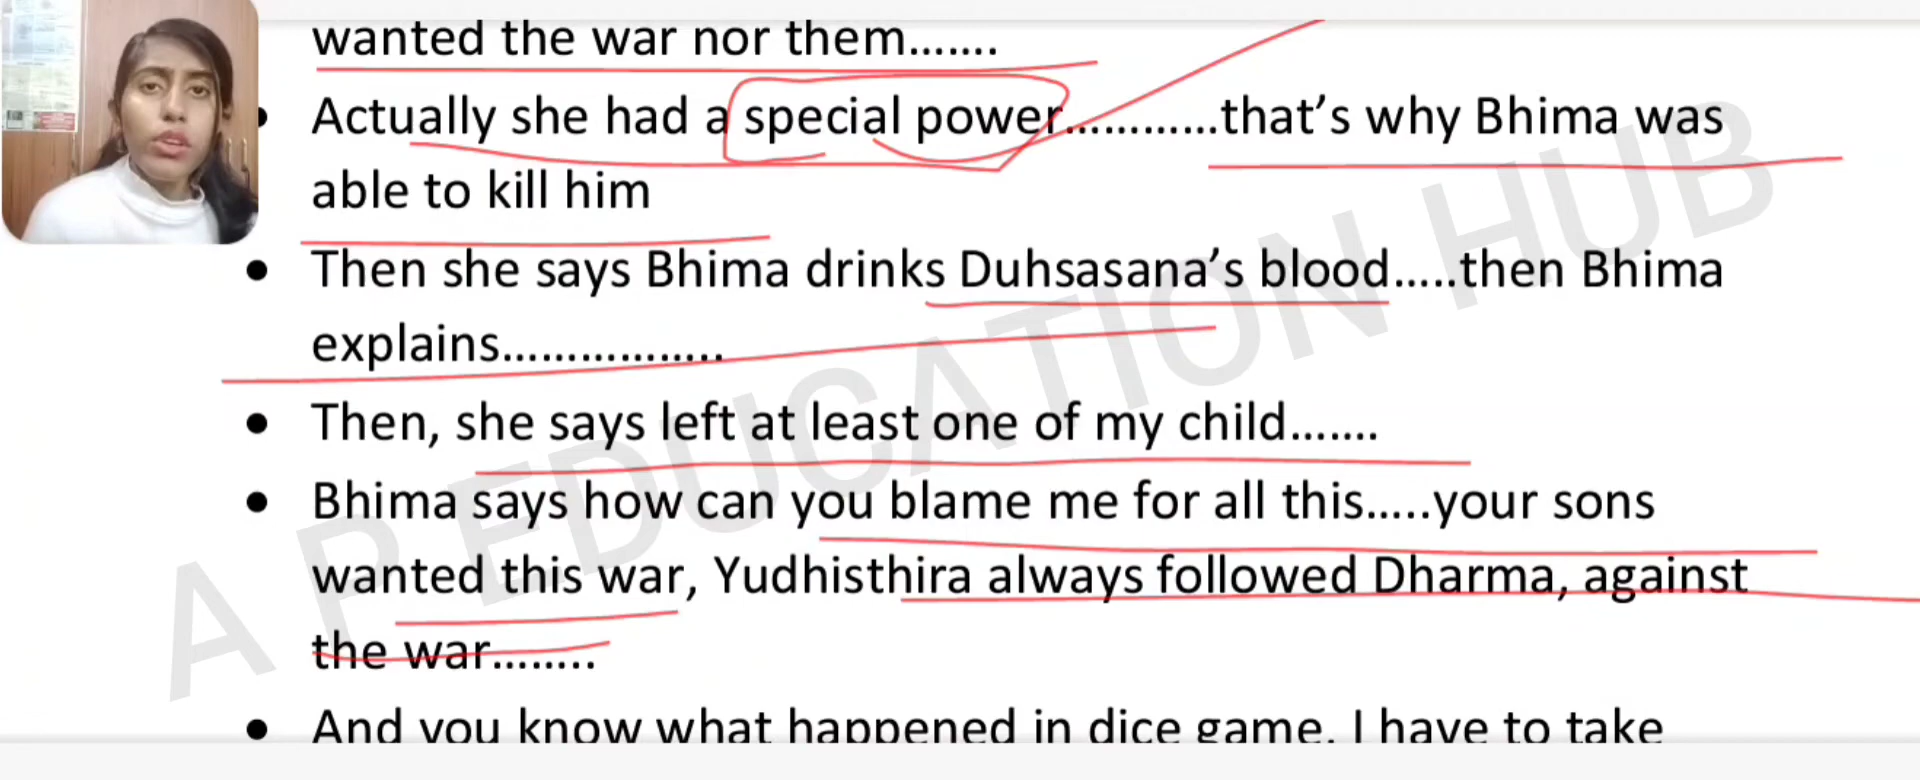 wanted the war nor them.......
• Actually she had a special power............that's why Bhima was
able to kill him
• Then she says Bhima drinks Duhsasana's blood.....then Bhima
explains.................
• Then, she says left at least one of my child.......
• Bhima says how can you blame me for all this.....your sons
wanted this war, Yudhisthira always followed Dharma, against
the war........
• And you know what happened in dice game. I have to take
A P EDUCATION HUB